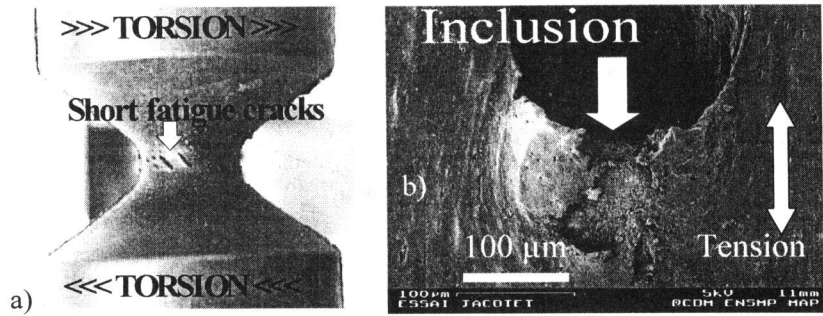 >>> TORSION >>>
Short fatigue cracks
<<< TORSION <<<
a)
Inclusion
b)
100 µm
Tension
100µm 5kV 11mm
ESSAI JACOTET @CDM ENSMP MAP